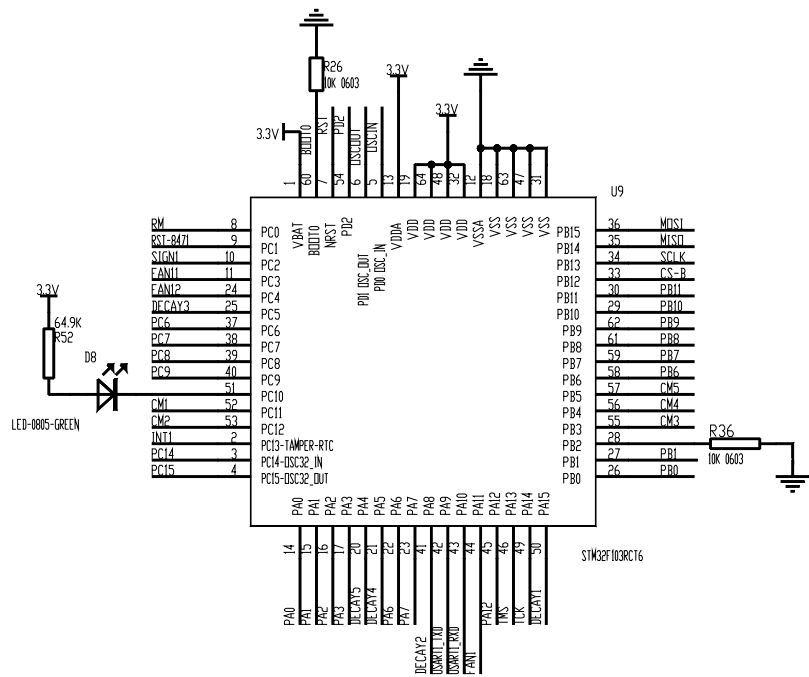 R26
10K 0603
3.3V
3.3V
3.3V
BOOT0
RST
PD2
OSCOUT
OSCIN
1
60
7
54
6
5
13
19
64
48
32
12
18
63
47
31
U9
VBAT
BOOT0
NRST
PD2
PD1 OSC_OUT
PD0 OSC_IN
VDDA
VDD
VDD
VDD
VDD
VSSA
VSS
VSS
VSS
VSS
RM 8 PC0
RST-8471 9 PC1
SIGN1 10 PC2
FAN11 11 PC3
FAN12 24 PC4
DECAY3 25 PC5
PC6 37 PC6
PC7 38 PC7
PC8 39 PC8
PC9 40 PC9
51 PC10
CM1 52 PC11
CM2 53 PC12
INT1 2 PC13-TAMPER-RTC
PC14 3 PC14-OSC32_IN
PC15 4 PC15-OSC32_OUT
3.3V
64.9K
R52
D8
LED-0805-GREEN
PB15 36 MOSI
PB14 35 MISO
PB13 34 SCLK
PB12 33 CS-B
PB11 30 PB11
PB10 29 PB10
PB9 62 PB9
PB8 61 PB8
PB7 59 PB7
PB6 58 PB6
PB5 57 CM5
PB4 56 CM4
PB3 55 CM3
PB2 28
PB1 27 PB1
PB0 26 PB0
R36
10K 0603
PA0
PA1
PA2
PA3
PA4
PA5
PA6
PA7
PA8
PA9
PA10
PA11
PA12
PA13
PA14
PA15
14
15
16
17
20
21
22
23
41
42
43
44
45
46
49
50
STM32F103RCT6
PA0
PA1
PA2
PA3
DECAY5
DECAY4
PA6
PA7
DECAY2
USART1_TXD
USART1_RXD
FAN1
PA12
TMS
TCK
DECAY1